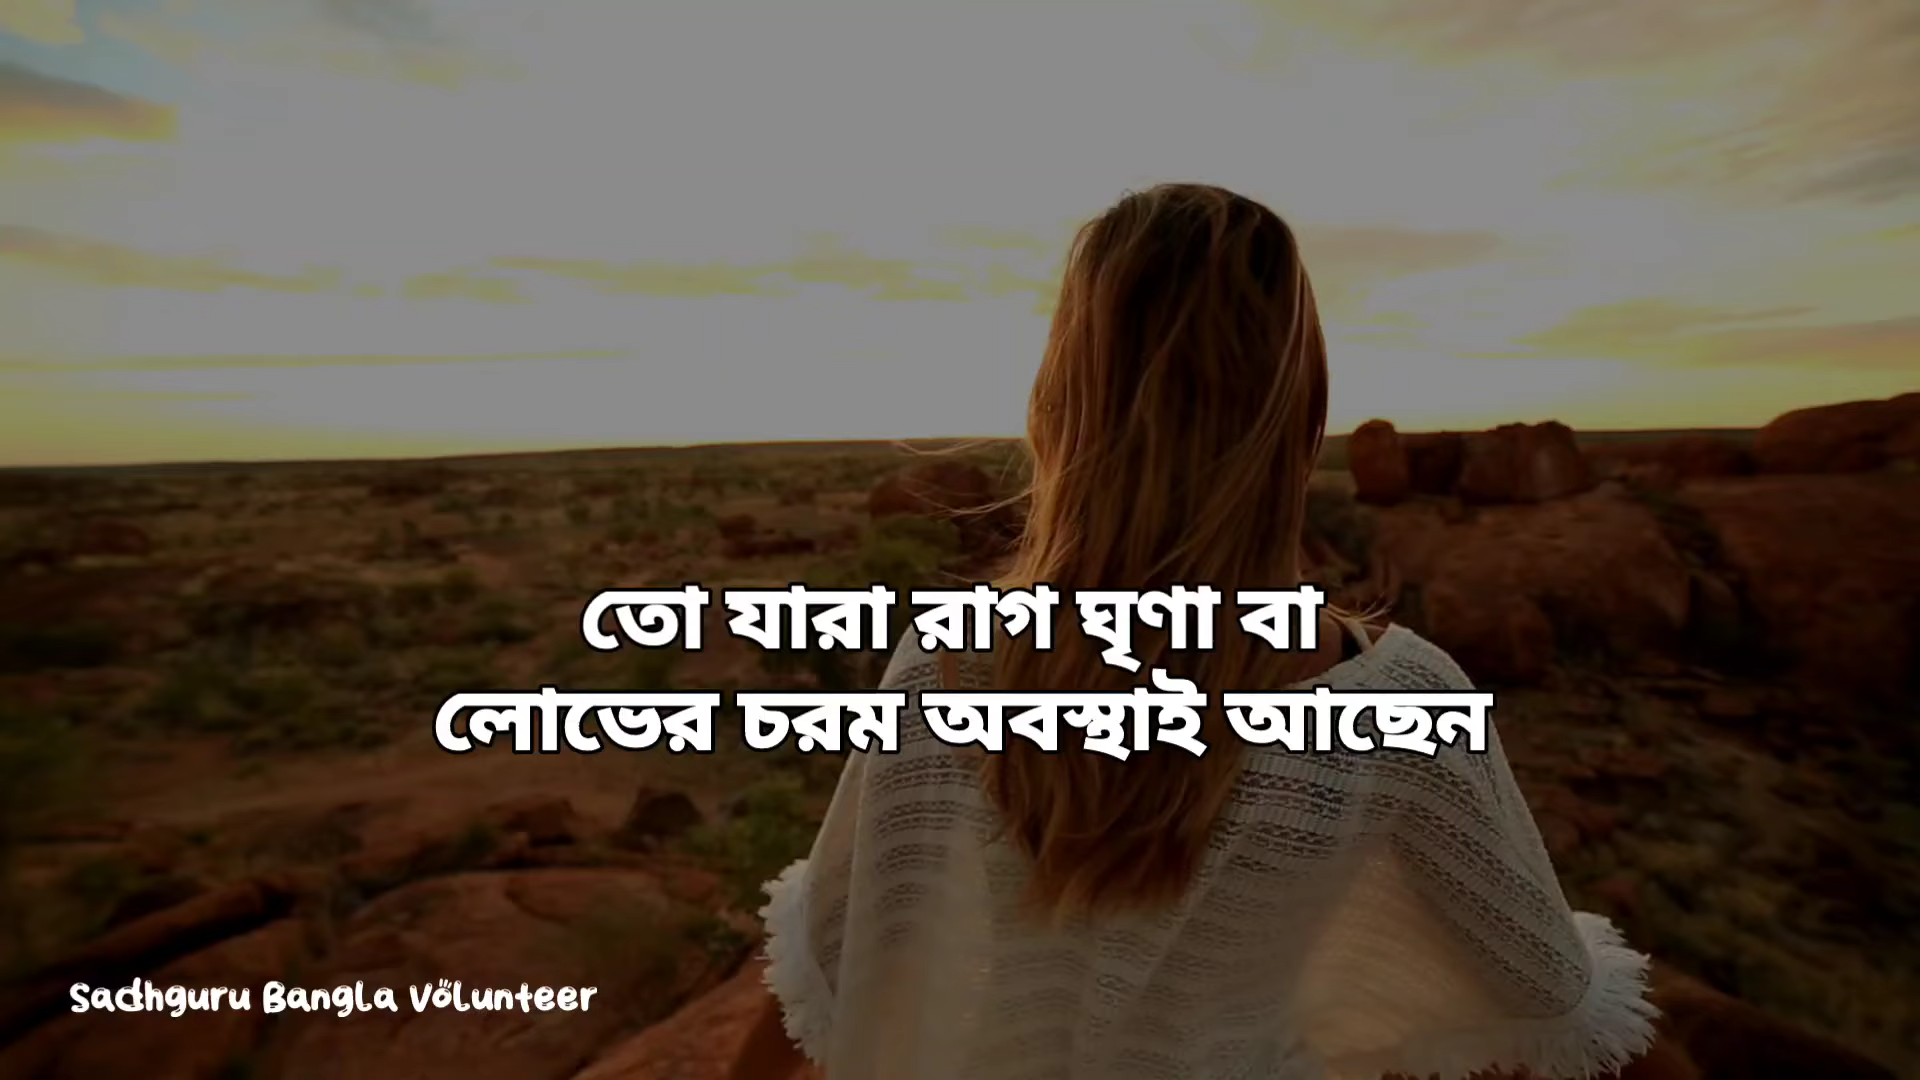 তো যারা রাগ ঘৃণা বা
লোভের চরম অবস্থাই আছেন
Sadhguru Bangla Volunteer